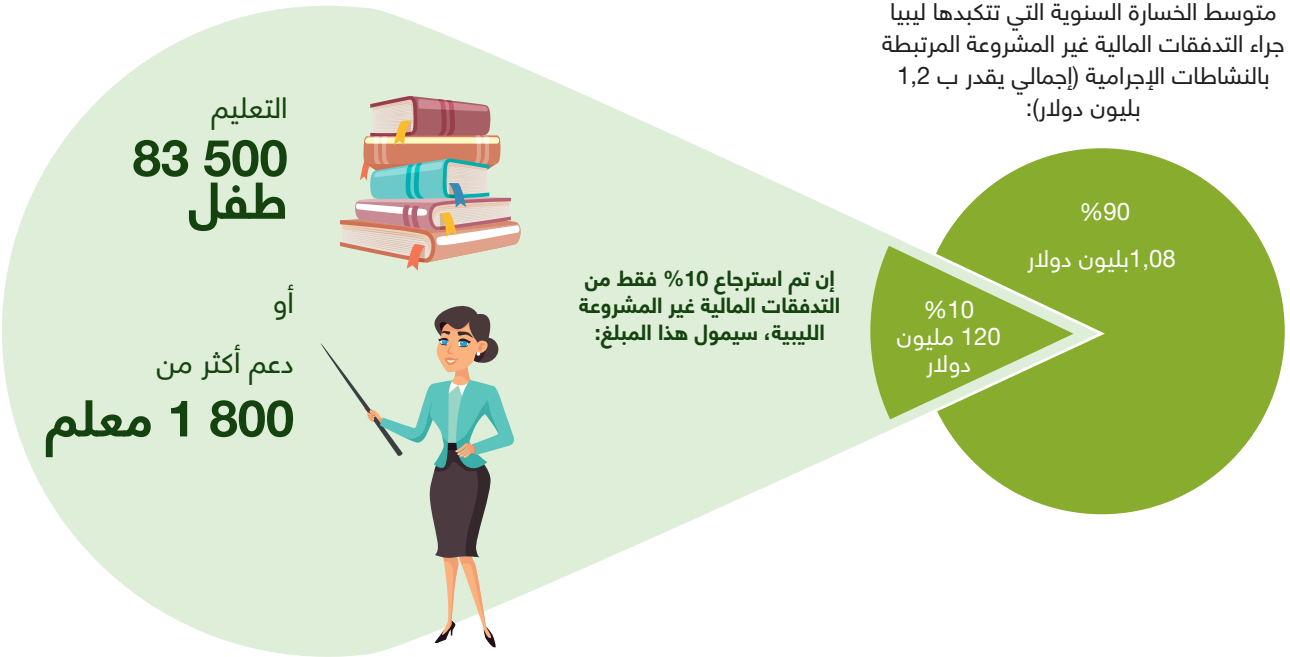 متوسط الخسارة السنوية التي تتكبدها ليبيا
جراء التدفقات المالية غير المشروعة المرتبطة
بالنشاطات الإجرامية (إجمالي يقدر ب 1,2
بليون دولار):
%90
1,08بليون دولار
%10
120 مليون
دولار
إن تم استرجاع 10% فقط من
التدفقات المالية غير المشروعة
الليبية، سيمول هذا المبلغ:
التعليم
83 500
طفل
أو
دعم أكثر من
1 800 معلم